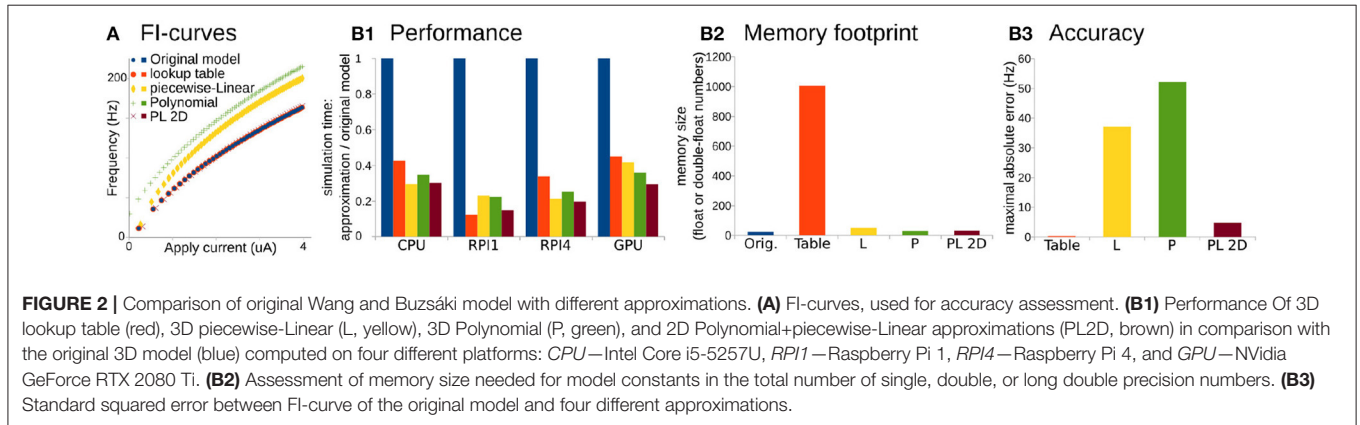 A FI-curves
200
Original model
lookup table
piecewise-Linear
Polynomial
PL 2D
Frequency (Hz)
0
Apply current (uA)
4
B1 Performance
simulation time:
approximation / original model
1
0.8
0.6
0.4
0.2
0
CPU RPI1 RPI4 GPU
B2 Memory footprint
memory size
(float or double-float numbers)
1200
1000
800
600
400
200
0
Orig. Table L P PL 2D
B3 Accuracy
maximal absolute error (Hz)
60
50
40
30
20
10
0
Table L P PL 2D
FIGURE 2 | Comparison of original Wang and Buzsáki model with different approximations. (A) FI-curves, used for accuracy assessment. (B1) Performance Of 3D
lookup table (red), 3D piecewise-Linear (L, yellow), 3D Polynomial (P, green), and 2D Polynomial+piecewise-Linear approximations (PL2D, brown) in comparison with
the original 3D model (blue) computed on four different platforms: CPU—Intel Core i5-5257U, RPI1—Raspberry Pi 1, RPI4—Raspberry Pi 4, and GPU—NVidia
GeForce RTX 2080 Ti. (B2) Assessment of memory size needed for model constants in the total number of single, double, or long double precision numbers. (B3)
Standard squared error between FI-curve of the original model and four different approximations.